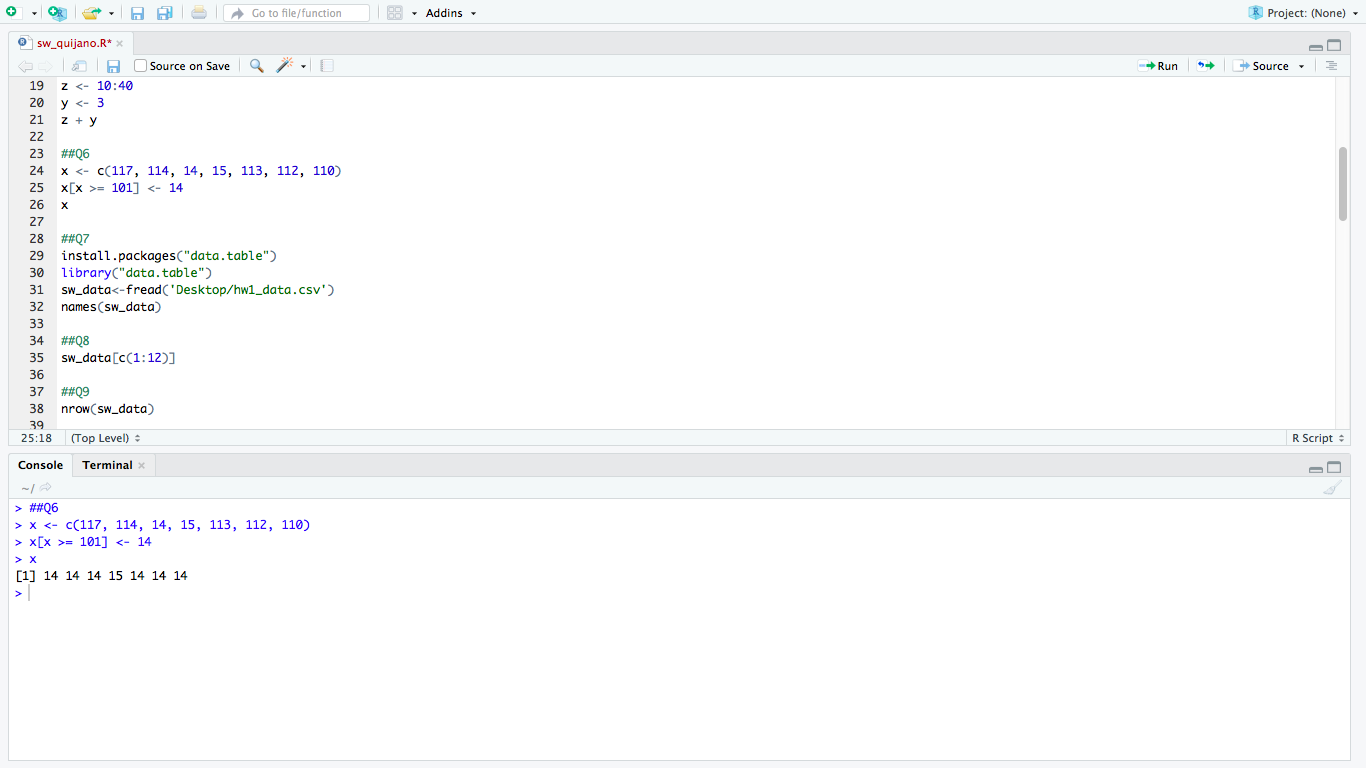 Go to file/function
Addins
Project: (None)
sw_quijano.R*
Source on Save
Run
Source
19 z <- 10:40
20 y <- 3
21 z + y
22
23 ##Q6
24 x <- c(117, 114, 14, 15, 113, 112, 110)
25 x[x >= 101] <- 14
26 x
27
28 ##Q7
29 install.packages("data.table")
30 library("data.table")
31 sw_data<-fread('Desktop/hw1_data.csv')
32 names(sw_data)
33
34 ##Q8
35 sw_data[c(1:12)]
36
37 ##Q9
38 nrow(sw_data)
39
25:18 (Top Level) R Script
Console Terminal
~/
> ##Q6
> x <- c(117, 114, 14, 15, 113, 112, 110)
> x[x >= 101] <- 14
> x
[1] 14 14 14 15 14 14 14
>